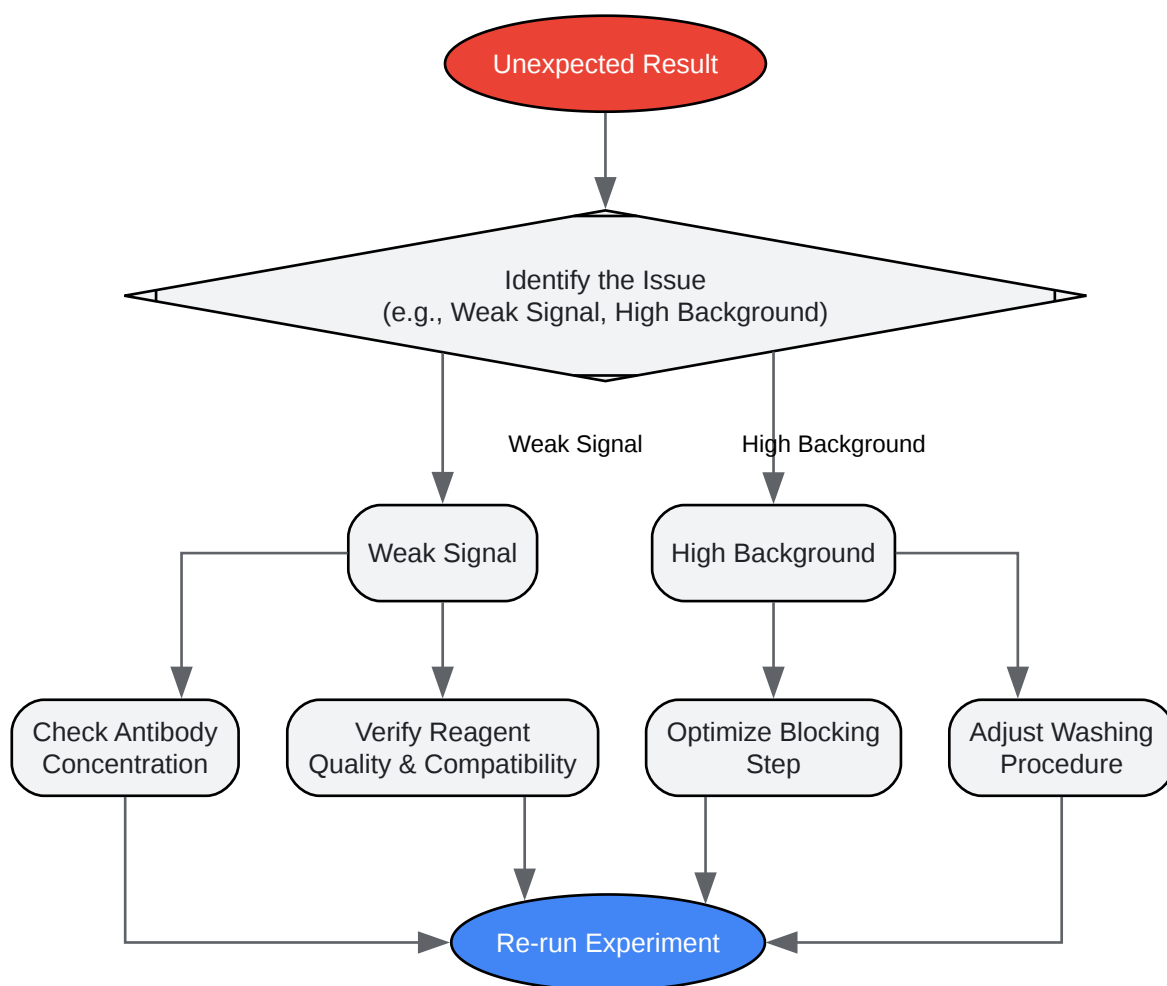 Unexpected Result
Identify the Issue
(e.g., Weak Signal, High Background)
Weak Signal
High Background
Weak Signal
High Background
Check Antibody
Concentration
Verify Reagent
Quality & Compatibility
Optimize Blocking
Step
Adjust Washing
Procedure
Re-run Experiment